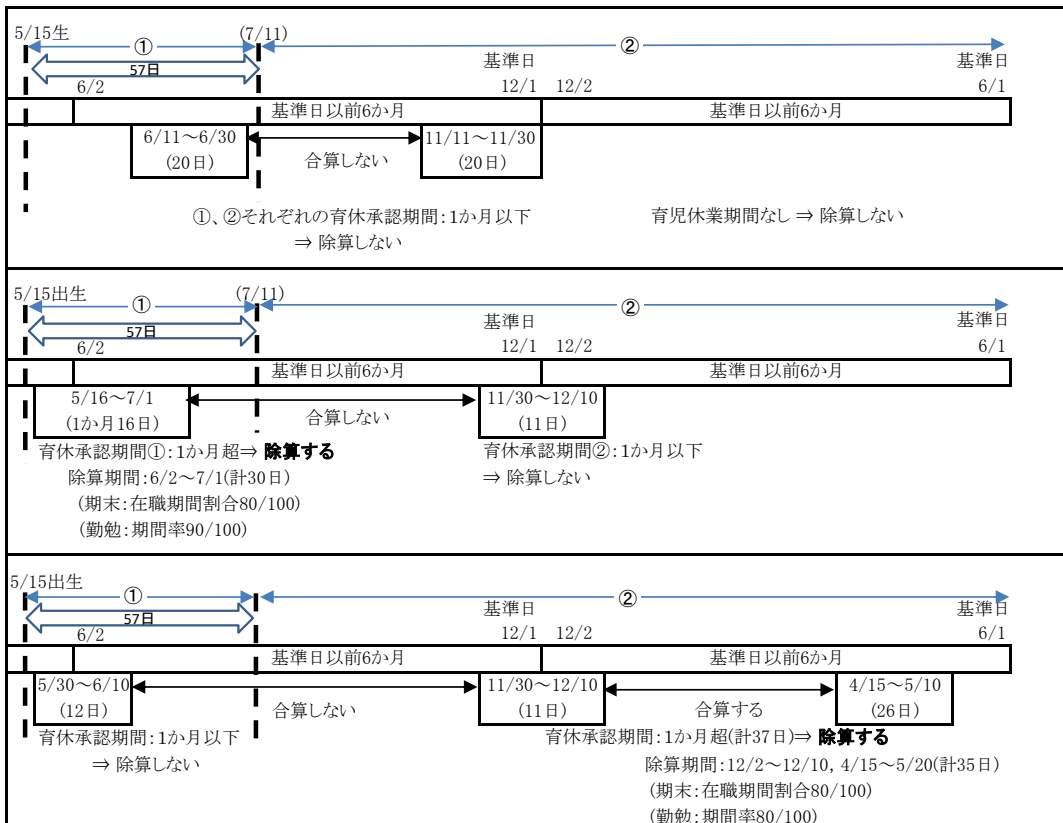 5/15生 ① (7/11) ②
57日 基準日 基準日
6/2 12/1 12/2 6/1
基準日以前6か月 基準日以前6か月
6/11～6/30 11/11～11/30
(20日) 合算しない (20日)
①、②それぞれの育休承認期間：1か月以下 育児休業期間なし ⇒ 除算しない
⇒ 除算しない
5/15出生 ① (7/11) ②
57日 基準日 基準日
6/2 12/1 12/2 6/1
基準日以前6か月 基準日以前6か月
5/16～7/1 11/30～12/10
(1か月16日) 合算しない (11日)
育休承認期間①：1か月超⇒ 除算する 育休承認期間②：1か月以下
除算期間：6/2～7/1(計30日) ⇒ 除算しない
(期末：在職期間割合80/100)
(勤勉：期間率90/100)
5/15出生 ① ②
57日 基準日 基準日
6/2 12/1 12/2 6/1
基準日以前6か月 基準日以前6か月
5/30～6/10 11/30～12/10 4/15～5/10
(12日) 合算しない (11日) 合算する (26日)
育休承認期間：1か月以下 育休承認期間：1か月超(計37日)⇒ 除算する
⇒ 除算しない 除算期間：12/2～12/10, 4/15～5/20(計35日)
(期末：在職期間割合80/100)
(勤勉：期間率80/100)